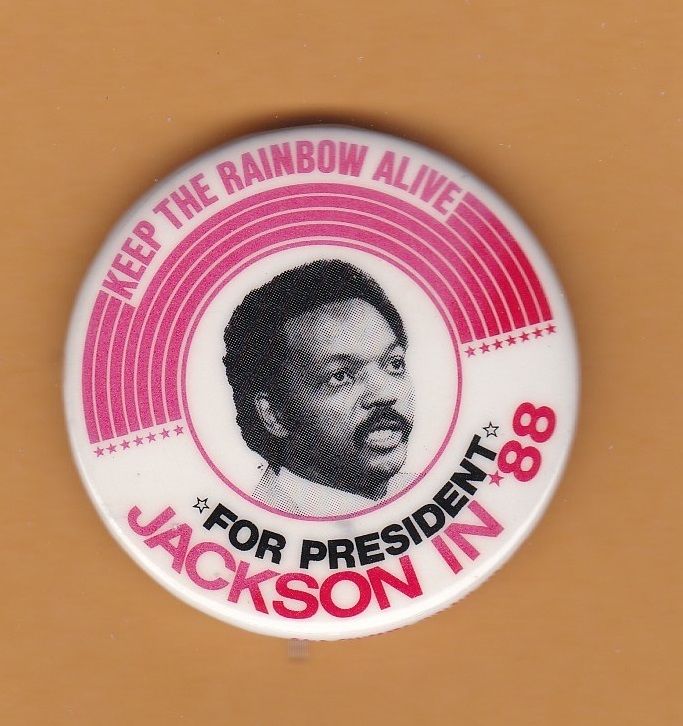 KEEP THE RAINBOW ALIVE
FOR PRESIDENT
JACKSON IN '88